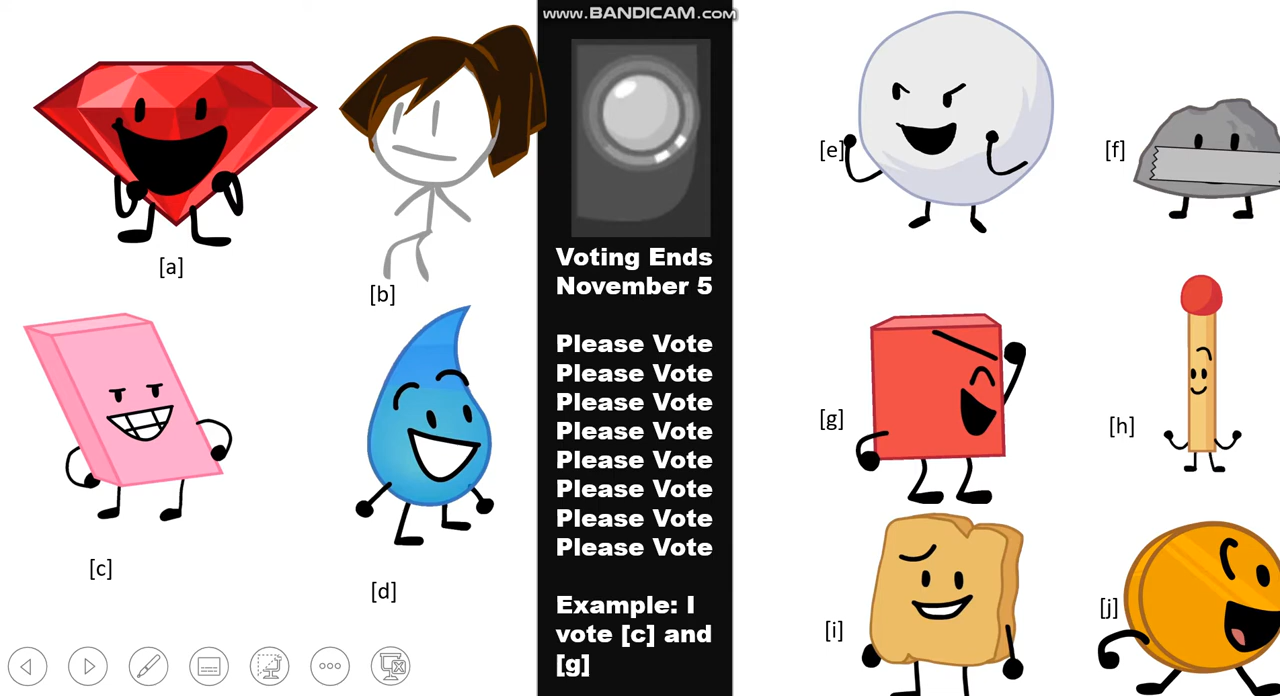 www.BANDICAM.com
[a]
[b]
[c]
[d]
Voting Ends
November 5
Please Vote
Please Vote
Please Vote
Please Vote
Please Vote
Please Vote
Please Vote
Please Vote
Example: I
vote [c] and
[g]
[e]
[f]
[g]
[h]
[i]
[j]